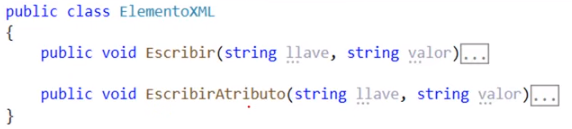 public class ElementoXML
{
public void Escribir(string llave, string valor)...
public void EscribirAtributo(string llave, string valor)...
}